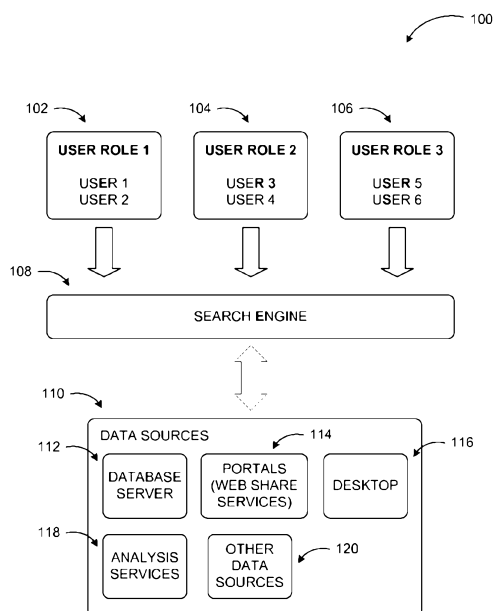 100
102
104
106
USER ROLE 1
USER 1
USER 2
USER ROLE 2
USER 3
USER 4
USER ROLE 3
USER 5
USER 6
108
SEARCH ENGINE
110
DATA SOURCES
112
114
116
DATABASE
SERVER
PORTALS
(WEB SHARE
SERVICES)
DESKTOP
118
ANALYSIS
SERVICES
OTHER
DATA
SOURCES
120